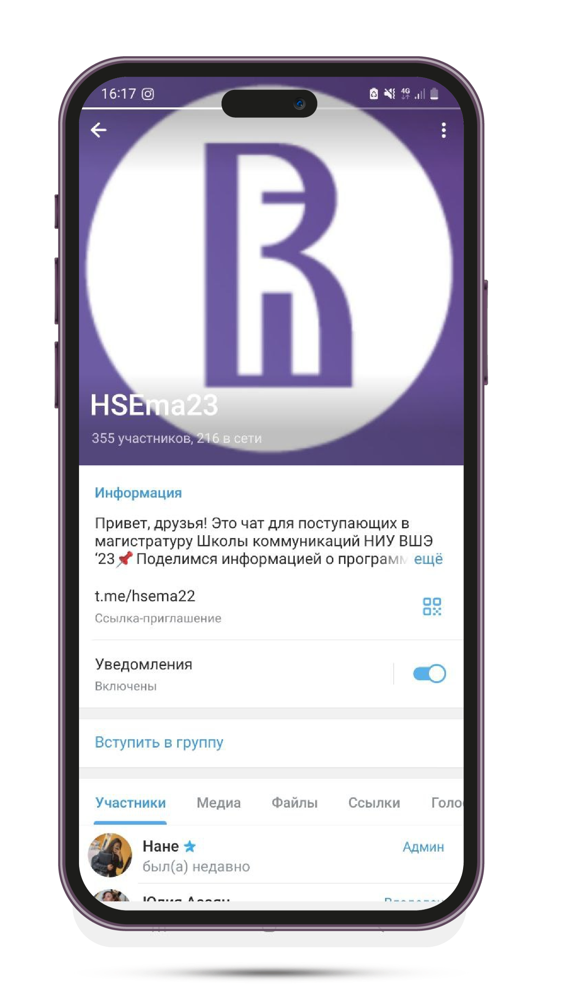 16:17
4G
HSEma23
355 участников, 216 в сети
Информация
Привет, друзья! Это чат для поступающих в
магистратуру Школы коммуникаций НИУ ВШЭ
‘23📌Поделимся информацией о програм ещё
t.me/hsema22
Ссылка-приглашение
Уведомления
Включены
Вступить в группу
Участники Медиа Файлы Ссылки Голо
Нане Админ
был(а) недавно
Юлия